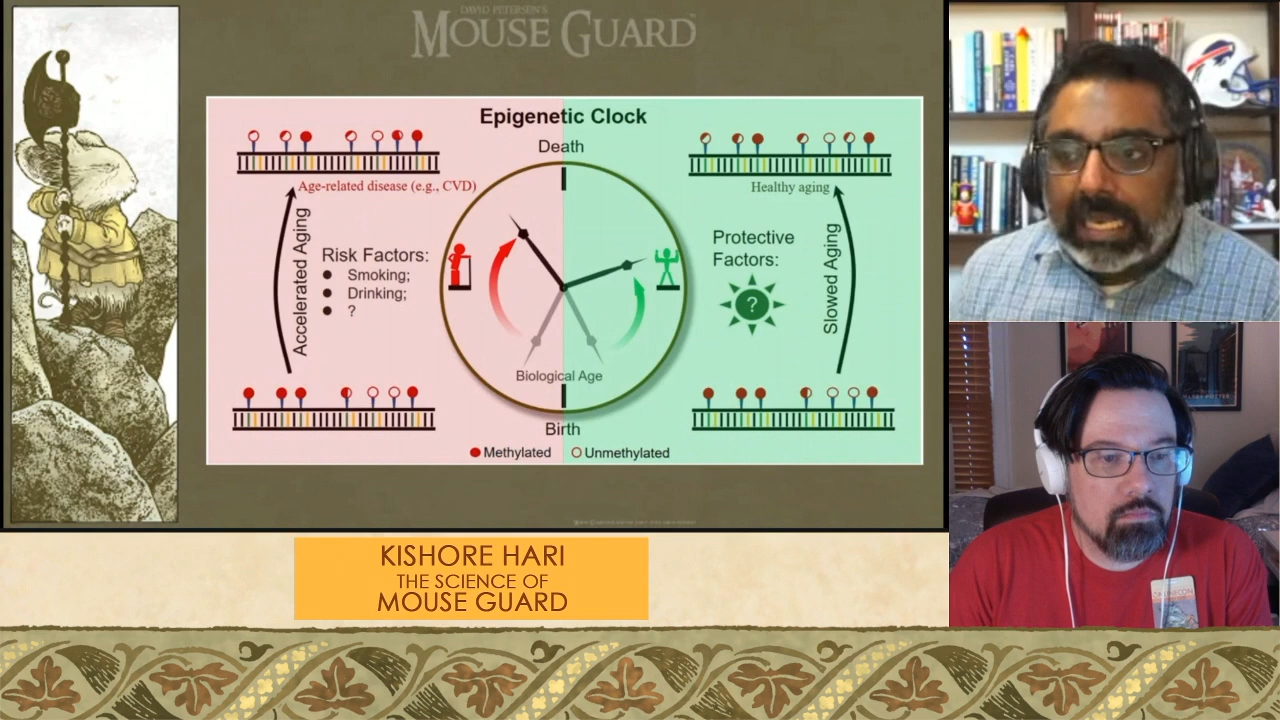 DAVID PETERSEN'S
MOUSE GUARD
Epigenetic Clock
Death
Age-related disease (e.g., CVD)
Healthy aging
Accelerated Aging
Risk Factors:
Smoking;
Drinking;
?
Protective
Factors:
?
Slowed Aging
Biological Age
Birth
Methylated
Unmethylated
KISHORE HARI
THE SCIENCE OF
MOUSE GUARD